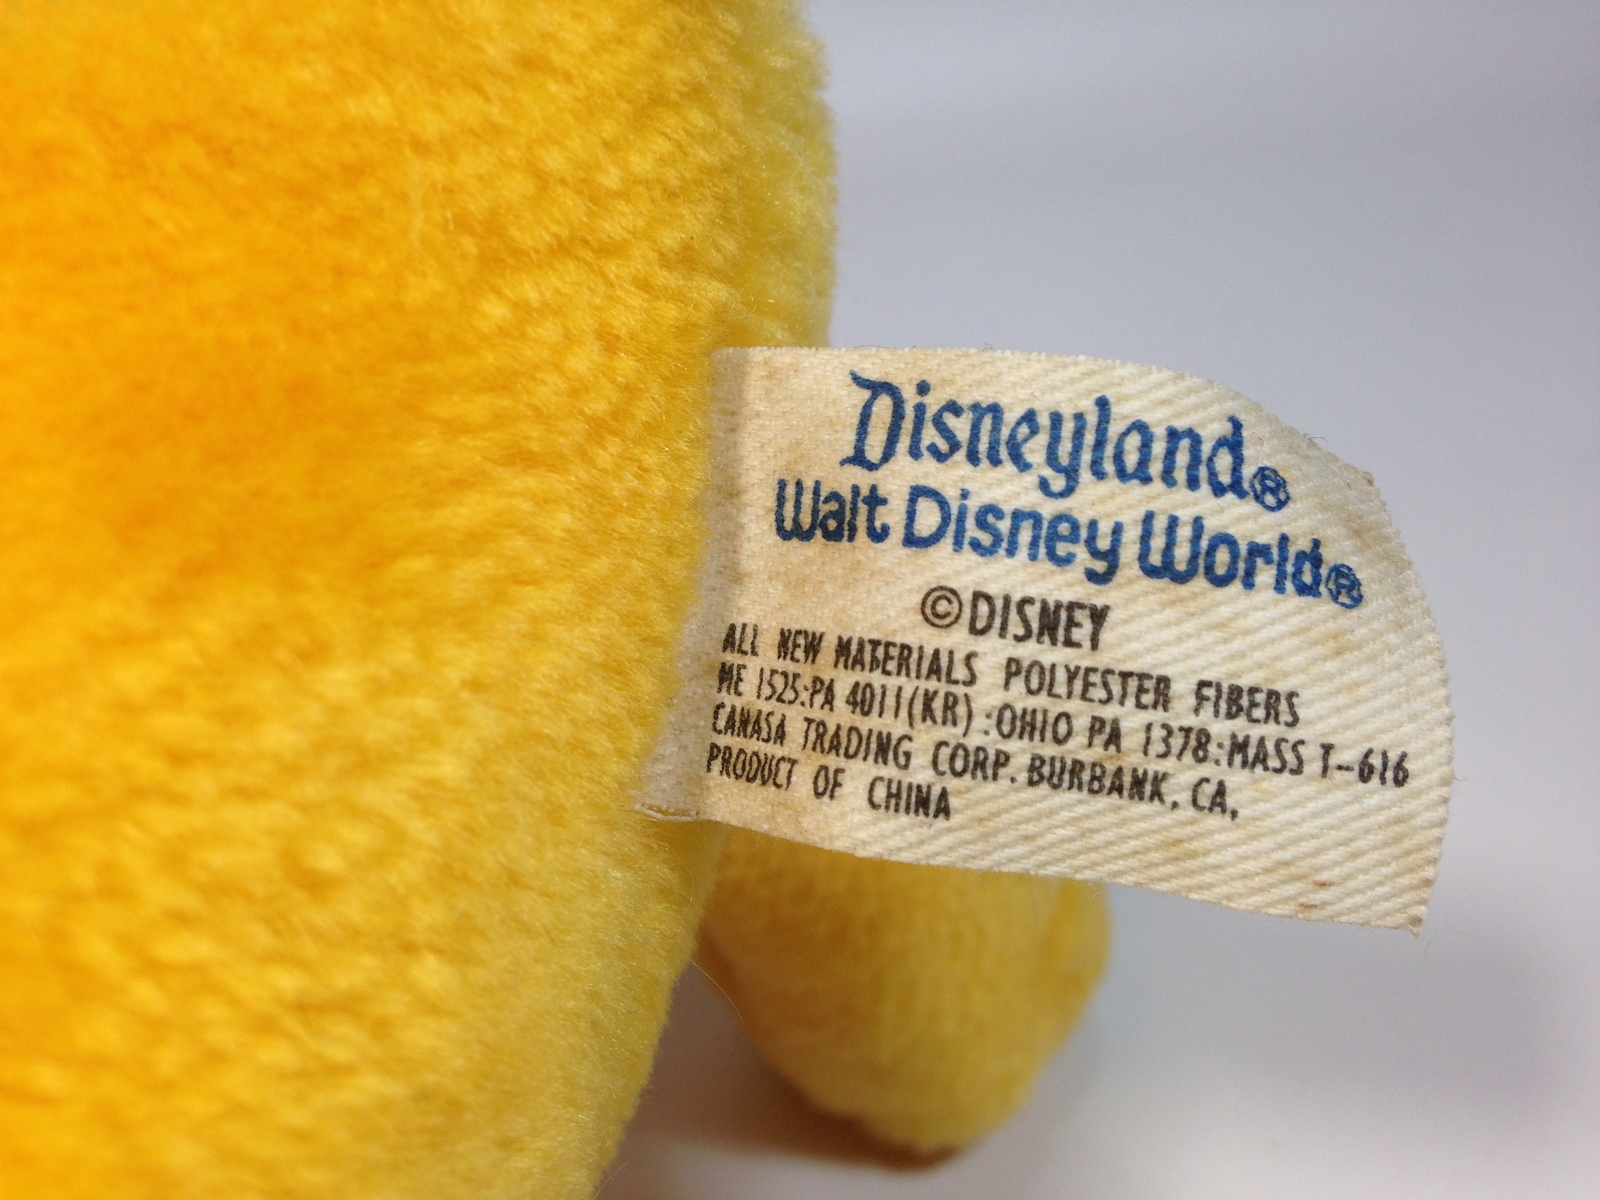 Disneyland®
Walt Disney World®
©DISNEY
ALL NEW MATERIALS POLYESTER FIBERS
ME 1525:PA 4011(KR) :OHIO PA 1378:MASS T-616
CANASA TRADING CORP. BURBANK, CA,
PRODUCT OF CHINA